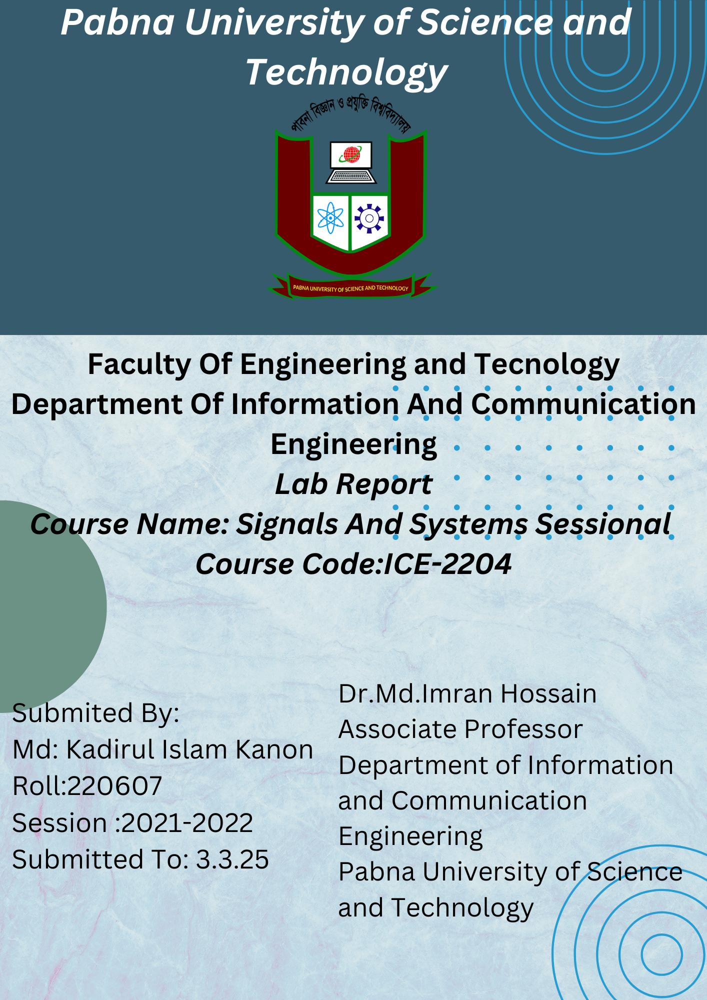 Pabna University of Science and
Technology
পাবনা বিজ্ঞান ও প্রযুক্তি বিশ্ববিদ্যালয়
PABNA UNIVERSITY OF SCIENCE AND TECHNOLOGY
Faculty Of Engineering and Tecnology
Department Of Information And Communication
Engineering
Lab Report
Course Name: Signals And Systems Sessional
Course Code:ICE-2204
Submited By:
Md: Kadirul Islam Kanon
Roll:220607
Session :2021-2022
Submitted To: 3.3.25
Dr.Md.Imran Hossain
Associate Professor
Department of Information
and Communication
Engineering
Pabna University of Science
and Technology